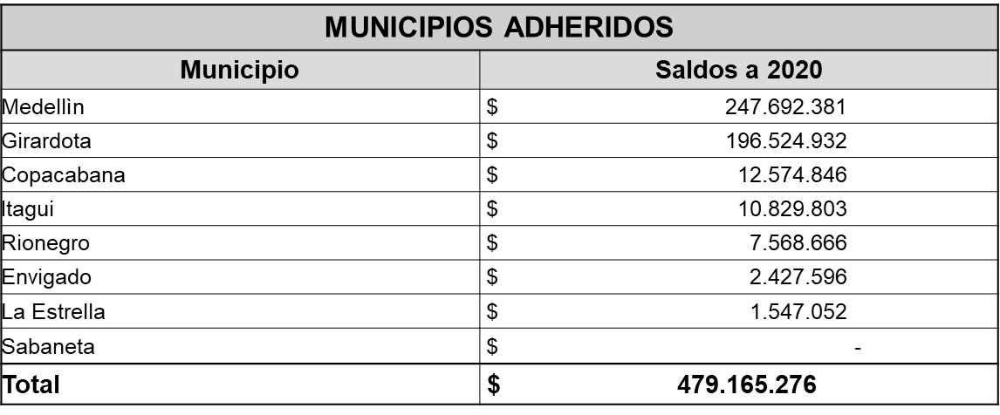 MUNICIPIOS ADHERIDOS
Municipio Saldos a 2020
Medellìn $ 247.692.381
Girardota $ 196.524.932
Copacabana $ 12.574.846
Itagui $ 10.829.803
Rionegro $ 7.568.666
Envigado $ 2.427.596
La Estrella $ 1.547.052
Sabaneta $ -
Total $ 479.165.276